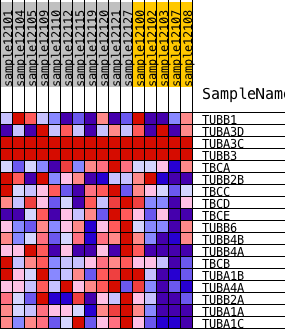 sample12101
sample12104
sample12105
sample12109
sample12110
sample12112
sample12115
sample12119
sample12120
sample12121
sample12122
sample12100
sample12102
sample12103
sample12107
sample12108
SampleName
TUBB1
TUBA3D
TUBA3C
TUBB3
TBCA
TUBB2B
TBCC
TBCD
TBCE
TUBB6
TUBB4B
TUBB4A
TBCB
TUBA1B
TUBA4A
TUBB2A
TUBA1A
TUBA1C